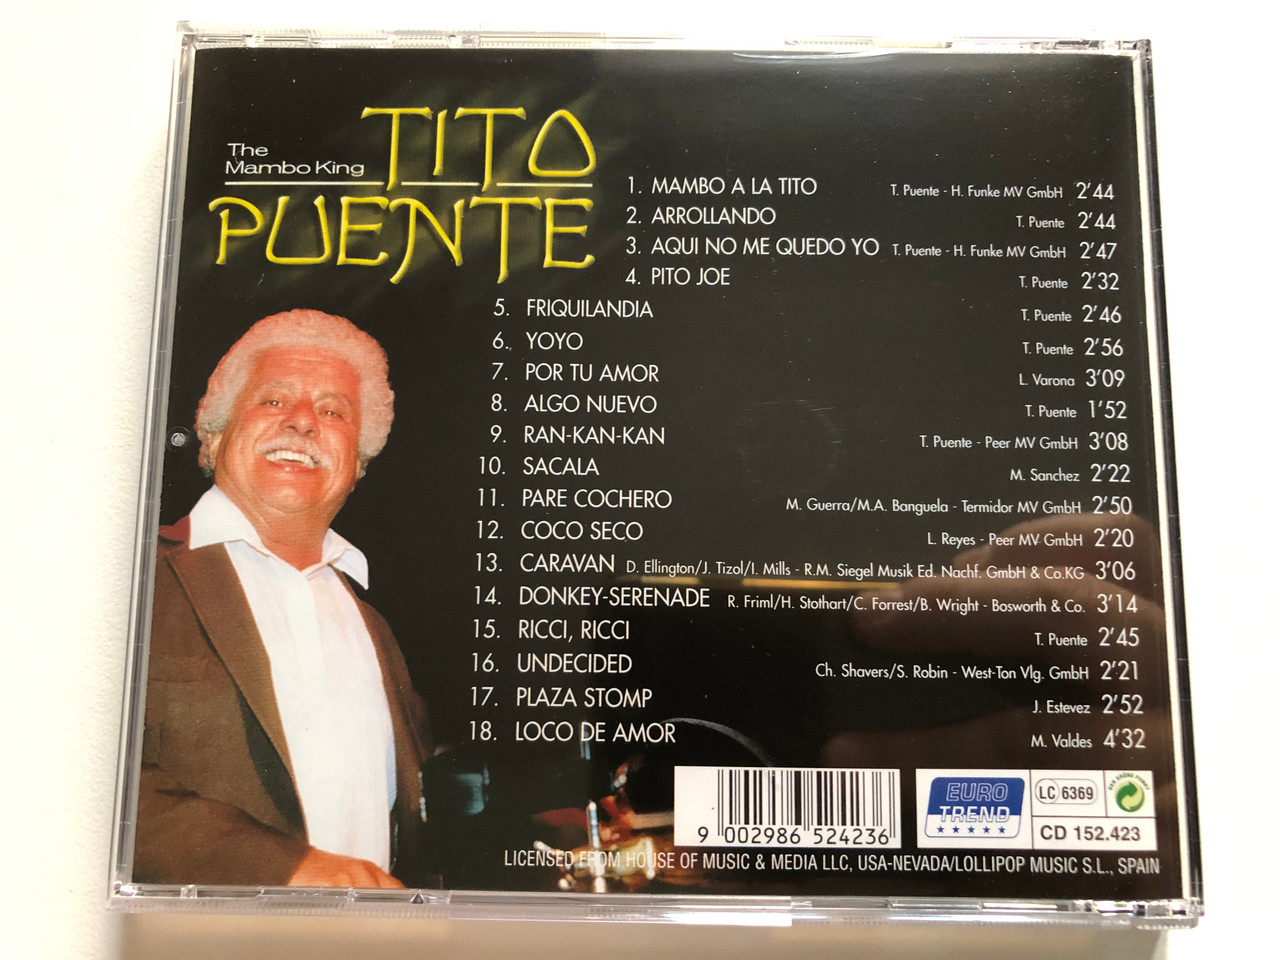 The
Mambo King
TITO
PUENTE
1. MAMBO A LA TITO T. Puente - H. Funke MV GmbH 2'44
2. ARROLLANDO T. Puente 2'44
3. AQUI NO ME QUEDO YO T. Puente - H. Funke MV GmbH 2'47
4. PITO JOE T. Puente 2'32
5. FRIQUILANDIA T. Puente 2'46
6. YOYO T. Puente 2'56
7. POR TU AMOR L. Varona 3'09
8. ALGO NUEVO T. Puente 1'52
9. RAN-KAN-KAN T. Puente - Peer MV GmbH 3'08
10. SACALA M. Sanchez 2'22
11. PARE COCHERO M. Guerra/M.A. Banguela - Termidor MV GmbH 2'50
12. COCO SECO L. Reyes - Peer MV GmbH 2'20
13. CARAVAN D. Ellington/J. Tizol/I. Mills - R.M. Siegel Musik Ed. Nachf. GmbH & Co.KG 3'06
14. DONKEY-SERENADE R. Friml/H. Stothart/C. Forrest/B. Wright - Bosworth & Co. 3'14
15. RICCI, RICCI T. Puente 2'45
16. UNDECIDED Ch. Shavers/S. Robin - West-Ton Vlg. GmbH 2'21
17. PLAZA STOMP J. Estevez 2'52
18. LOCO DE AMOR M. Valdes 4'32
9 002986 524236
EURO
TREND
LC 6369
DER GRÜNE PUNKT
CD 152.423
LICENSED FROM HOUSE OF MUSIC & MEDIA LLC, USA-NEVADA/LOLLIPOP MUSIC S.L., SPAIN